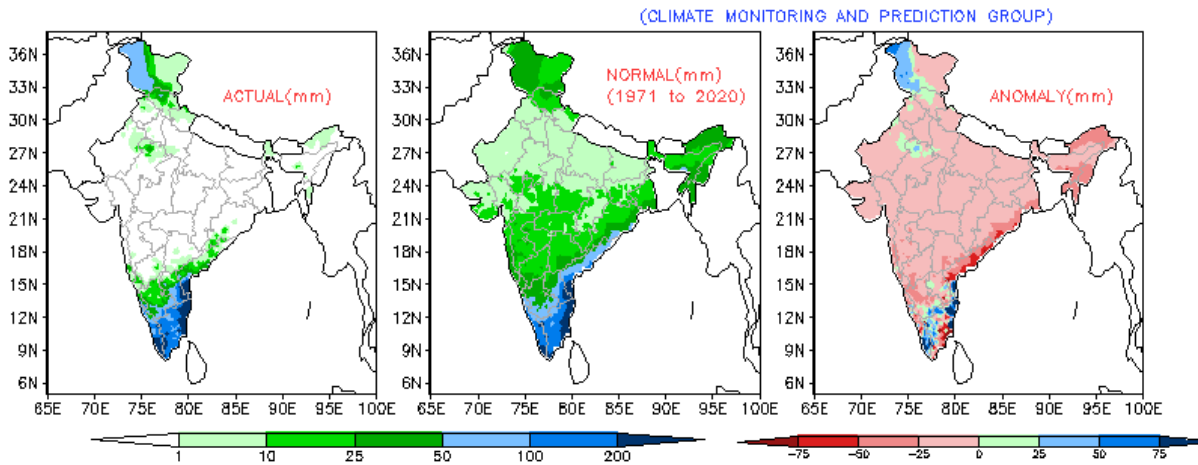 (CLIMATE MONITORING AND PREDICTION GROUP)
36N
33N
30N
27N
24N
21N
18N
15N
12N
9N
6N
ACTUAL(mm)
65E 70E 75E 80E 85E 90E 95E 100E
36N
33N
30N
27N
24N
21N
18N
15N
12N
9N
6N
NORMAL(mm)
(1971 to 2020)
65E 70E 75E 80E 85E 90E 95E 100E
36N
33N
30N
27N
24N
21N
18N
15N
12N
9N
6N
ANOMALY(mm)
65E 70E 75E 80E 85E 90E 95E 100E
1 10 25 50 100 200
-75 -50 -25 0 25 50 75